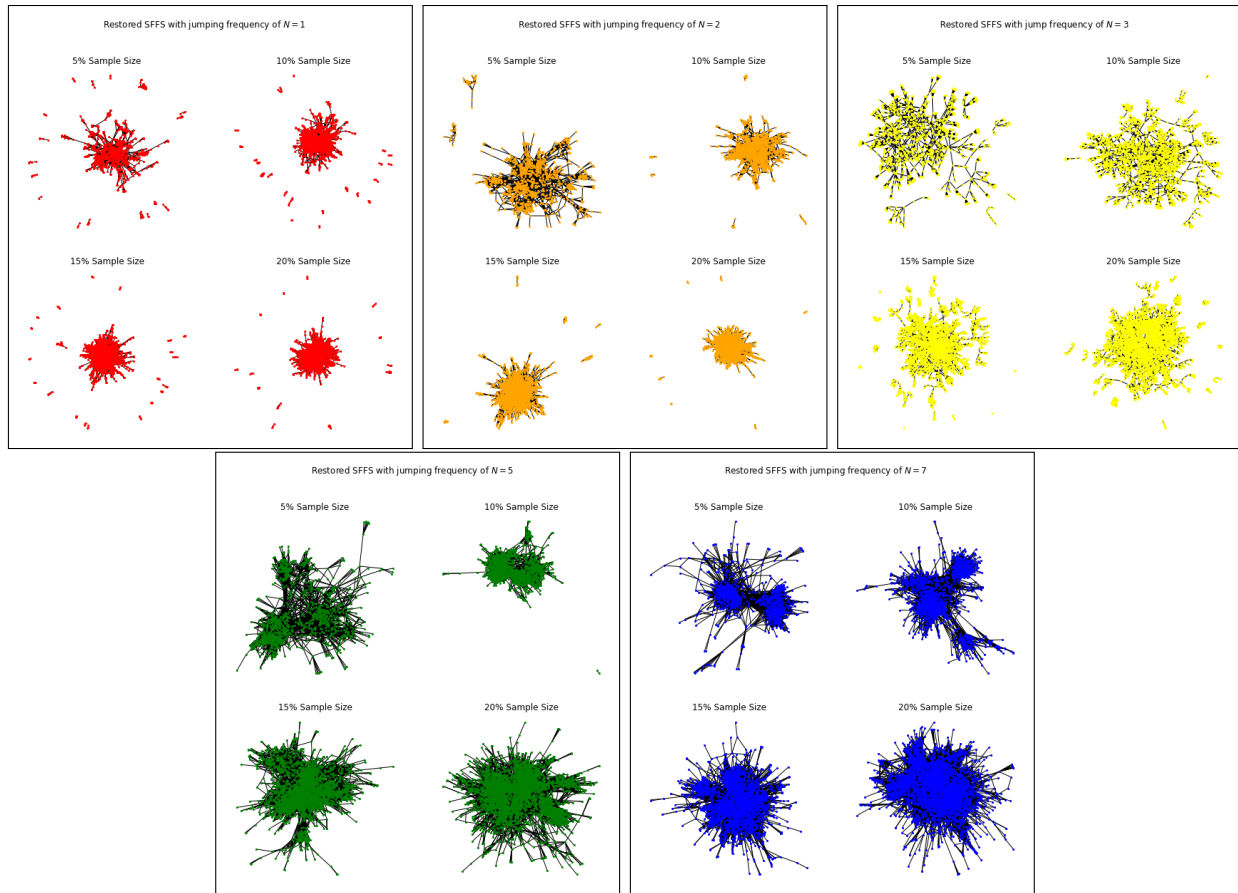 Restored SFFS with jumping frequency of N = 1
5% Sample Size
10% Sample Size
15% Sample Size
20% Sample Size
Restored SFFS with jumping frequency of N = 2
5% Sample Size
10% Sample Size
15% Sample Size
20% Sample Size
Restored SFFS with jump frequency of N = 3
5% Sample Size
10% Sample Size
15% Sample Size
20% Sample Size
Restored SFFS with jumping frequency of N = 5
5% Sample Size
10% Sample Size
15% Sample Size
20% Sample Size
Restored SFFS with jumping frequency of N = 7
5% Sample Size
10% Sample Size
15% Sample Size
20% Sample Size